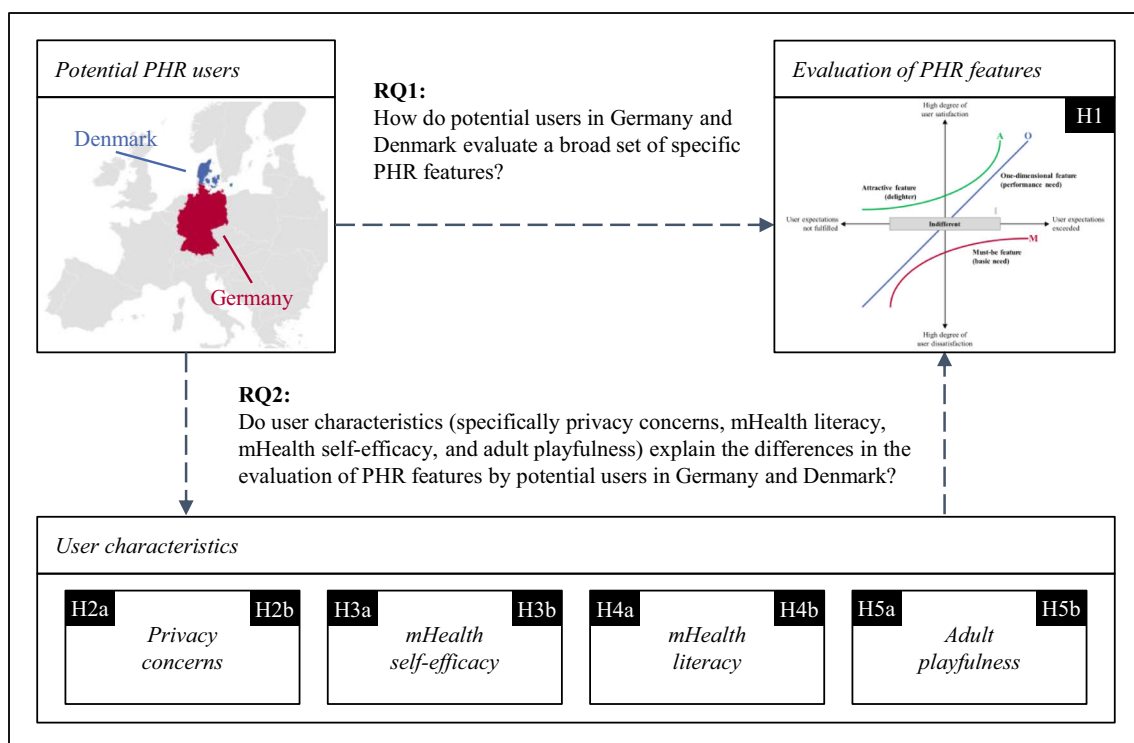 Potential PHR users
Denmark
Germany
RQ1:
How do potential users in Germany and
Denmark evaluate a broad set of specific
PHR features?
Evaluation of PHR features
H1
High degree of
user satisfaction
A
O
One-dimensional feature
(performance need)
Attractive feature
(delighter)
I
User expectations
not fulfilled
Indifferent
User expectations
exceeded
M
Must-be feature
(basic need)
High degree of
user dissatisfaction
RQ2:
Do user characteristics (specifically privacy concerns, mHealth literacy,
mHealth self-efficacy, and adult playfulness) explain the differences in the
evaluation of PHR features by potential users in Germany and Denmark?
User characteristics
H2a
H2b
Privacy
concerns
H3a
H3b
mHealth
self-efficacy
H4a
H4b
mHealth
literacy
H5a
H5b
Adult
playfulness